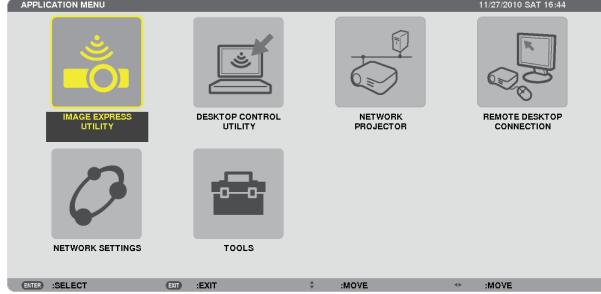 APPLICATION MENU 11/27/2010 SAT 16:44
IMAGE EXPRESS
UTILITY
DESKTOP CONTROL
UTILITY
NETWORK
PROJECTOR
REMOTE DESKTOP
CONNECTION
NETWORK SETTINGS
TOOLS
ENTER :SELECT EXIT :EXIT :MOVE :MOVE